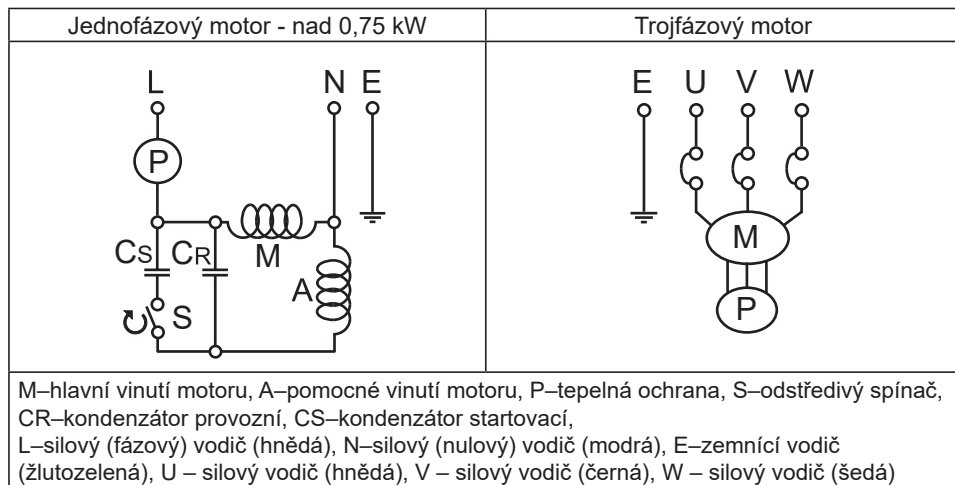 Jednofázový motor - nad 0,75 kW
Trojfázový motor
L
N E
P
CS
CR
M
A
S
E U V W
M
P
M–hlavní vinutí motoru, A–pomocné vinutí motoru, P–tepelná ochrana, S–odstředivý spínač,
CR–kondenzátor provozní, CS–kondenzátor startovací,
L–silový (fázový) vodič (hnědá), N–silový (nulový) vodič (modrá), E–zemnící vodič
(žlutozelená), U – silový vodič (hnědá), V – silový vodič (černá), W – silový vodič (šedá)